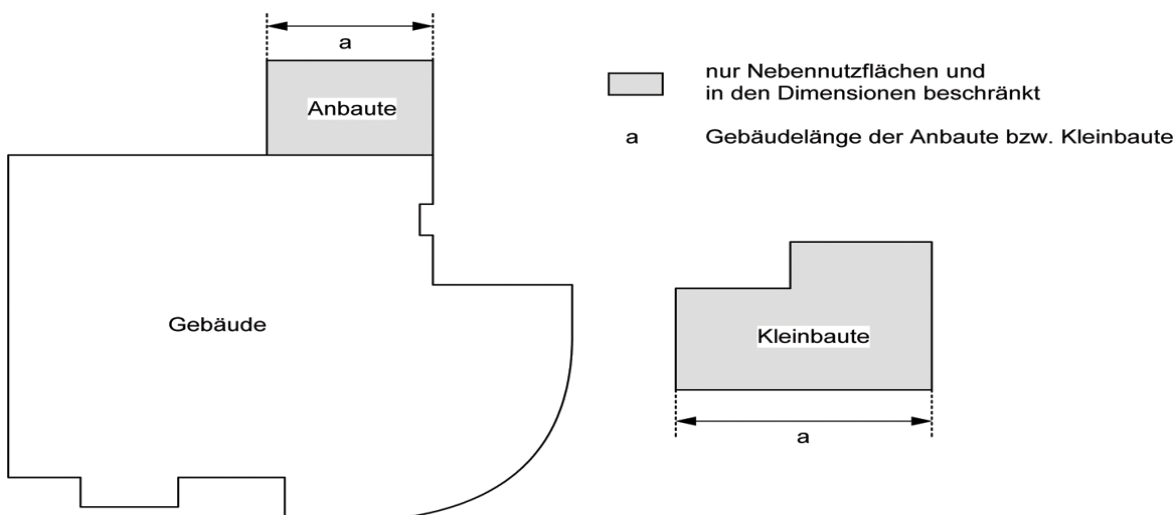 a
Anbaute
nur Nebennutzflächen und
in den Dimensionen beschränkt
a
Gebäudelänge der Anbaute bzw. Kleinbaute
Gebäude
Kleinbaute
a